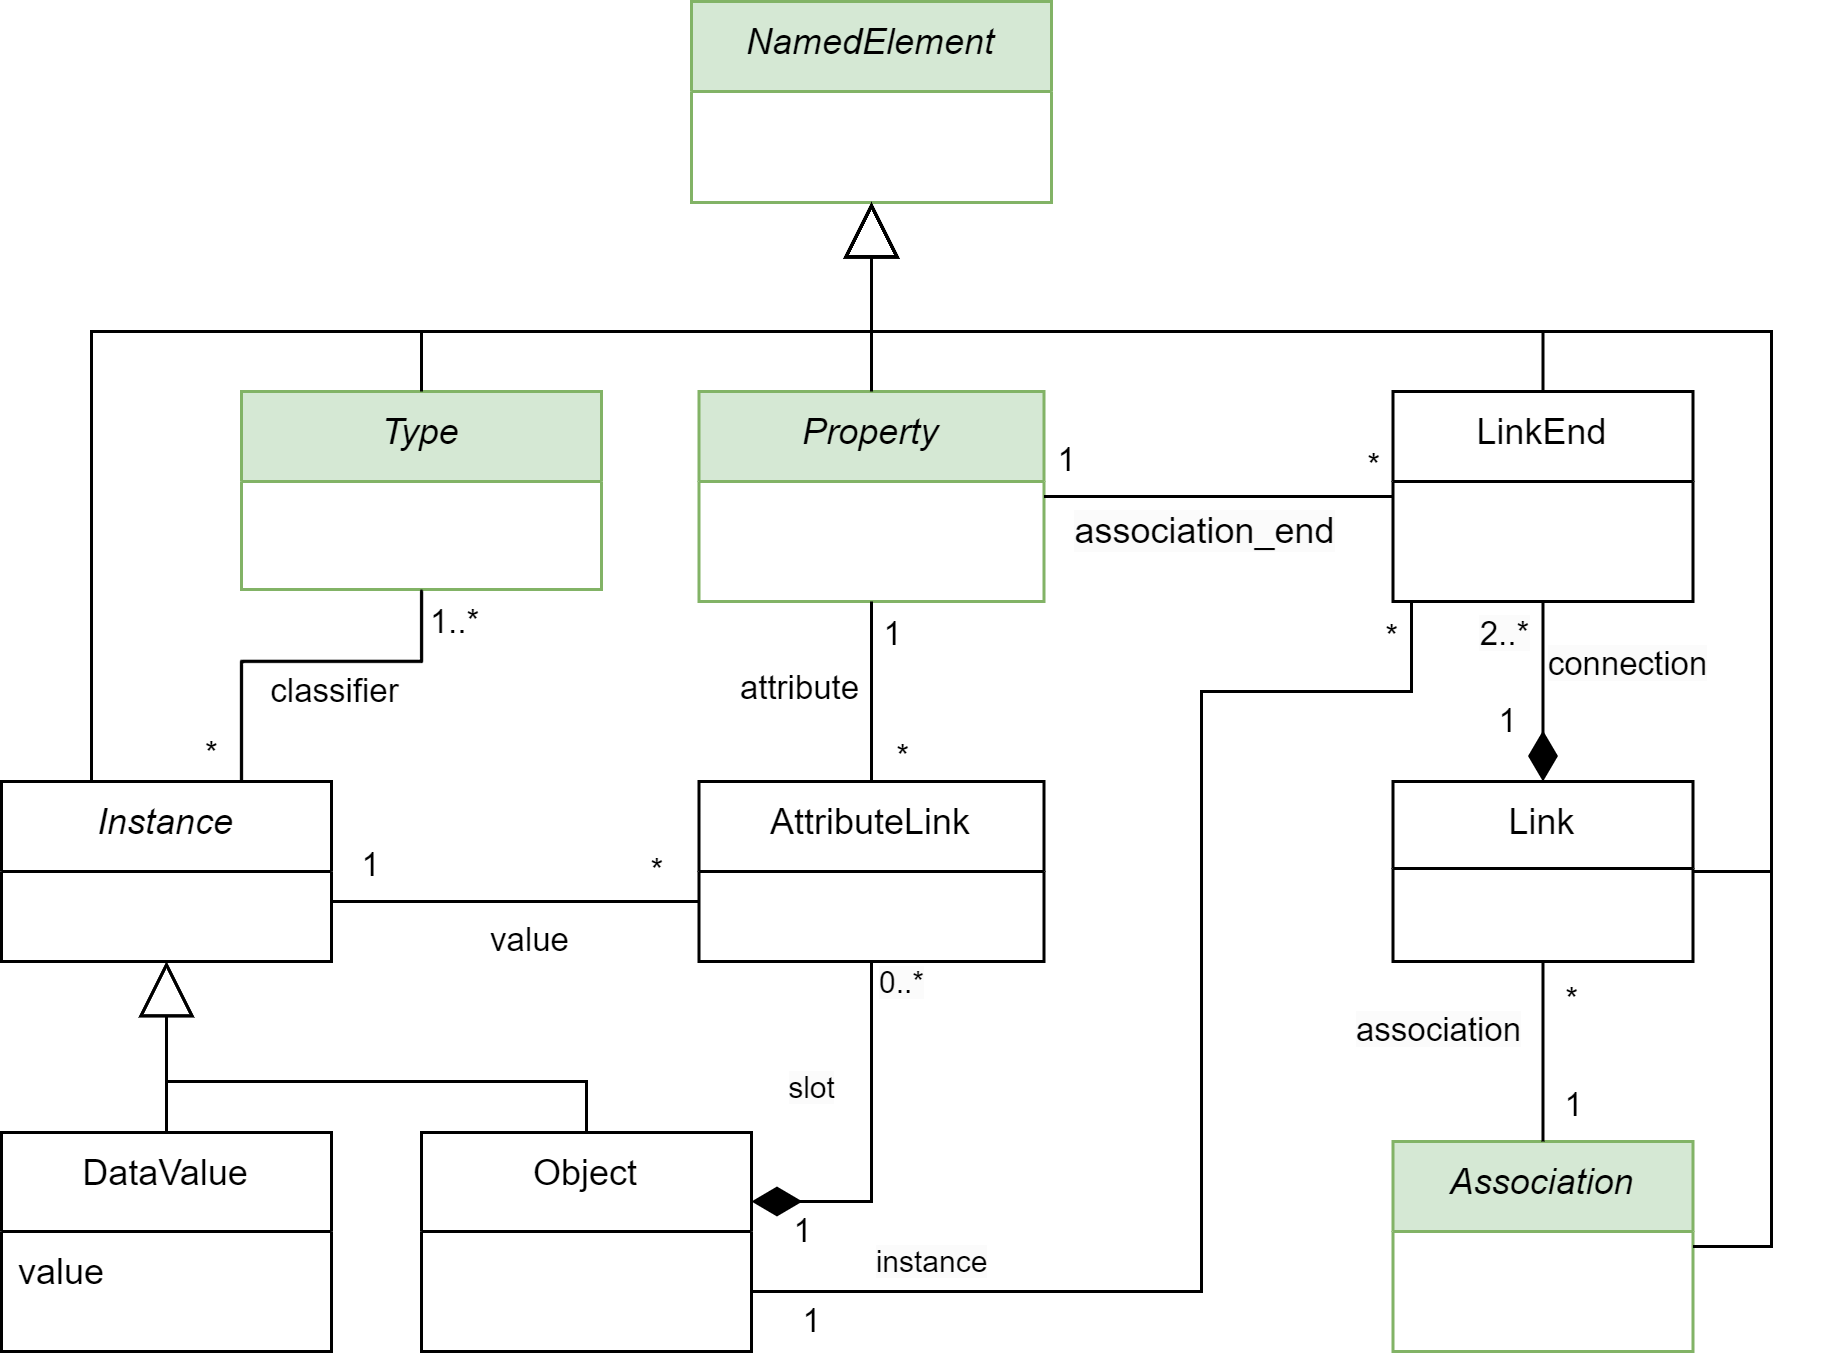 NamedElement
Type
Property
LinkEnd
1
*
association_end
1..*
classifier
*
1
attribute
*
*
2..*
connection
1
Instance
AttributeLink
Link
1
*
value
0..*
*
association
1
slot
DataValue
Object
Association
value
1
instance
1